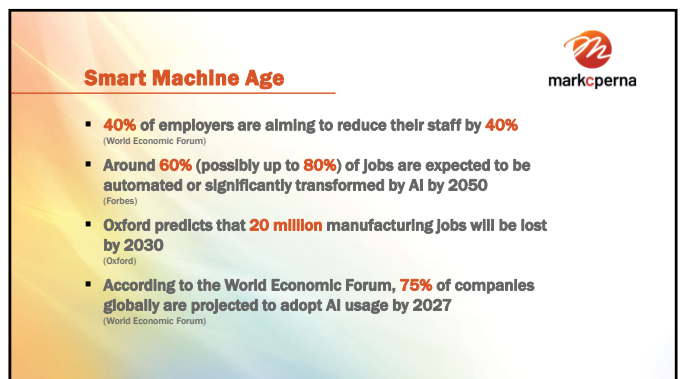 markcperna
Smart Machine Age
▪ 40% of employers are aiming to reduce their staff by 40%
(World Economic Forum)
▪ Around 60% (possibly up to 80%) of jobs are expected to be
automated or significantly transformed by AI by 2050
(Forbes)
▪ Oxford predicts that 20 million manufacturing jobs will be lost
by 2030
(Oxford)
▪ According to the World Economic Forum, 75% of companies
globally are projected to adopt AI usage by 2027
(World Economic Forum)